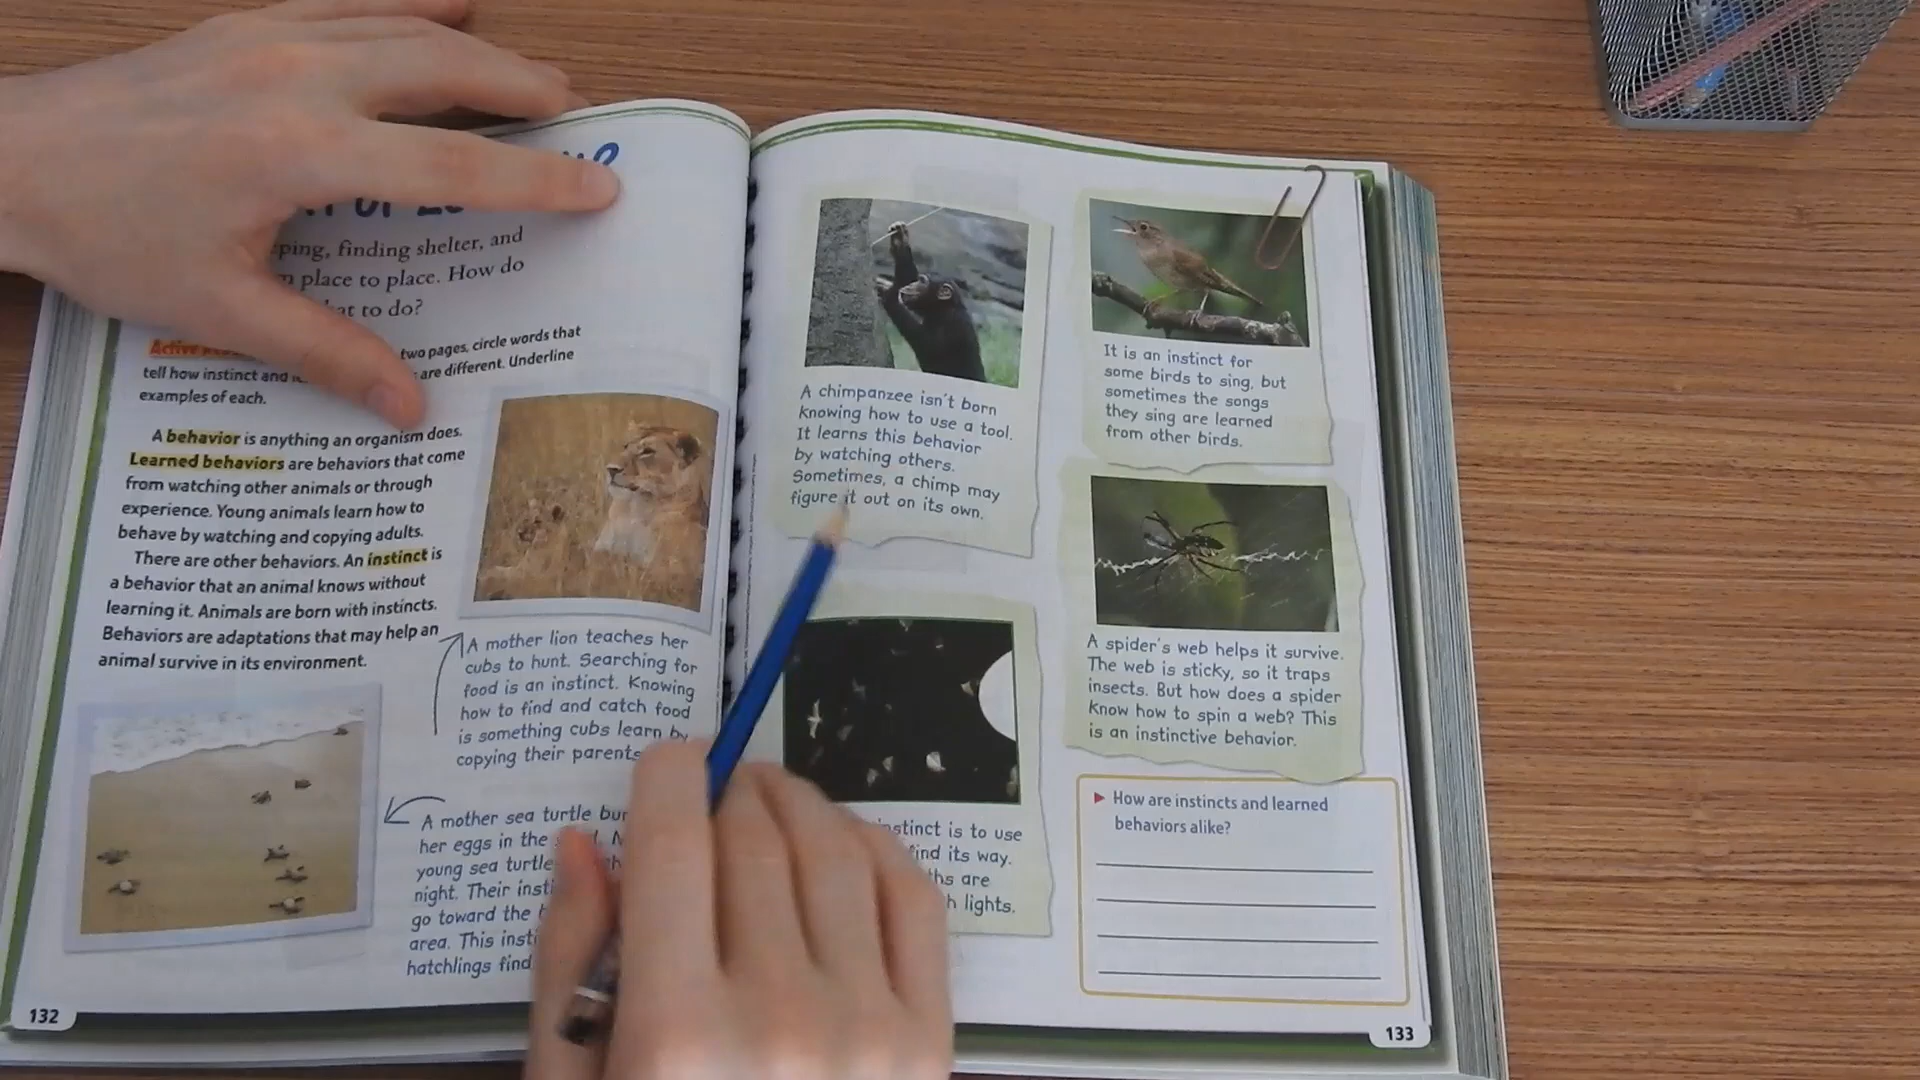 ping, finding shelter, and
place to place. How do
at to do?
two pages, circle words that
tell how instinct and
are different. Underline
examples of each.
A behavior is anything an organism does.
Learned behaviors are behaviors that come
from watching other animals or through
experience. Young animals learn how to
behave by watching and copying adults.
There are other behaviors. An instinct is
a behavior that an animal knows without
learning it. Animals are born with instincts.
Behaviors are adaptations that may help an
animal survive in its environment.
A mother lion teaches her
cubs to hunt. Searching for
food is an instinct. Knowing
how to find and catch food
is something cubs learn by
copying their parents
A mother sea turtle bur
her eggs in the
young sea turtle
night. Their insti
go toward the
area. This insti
hatchlings find
132
A chimpanzee isn't born
knowing how to use a tool.
It learns this behavior
by watching others.
Sometimes, a chimp may
figure it out on its own.
instinct is to use
find its way.
ths are
h lights.
It is an instinct for
some birds to sing, but
sometimes the songs
they sing are learned
from other birds.
A spider's web helps it survive.
The web is sticky, so it traps
insects. But how does a spider
know how to spin a web? This
is an instinctive behavior.
How are instincts and learned
behaviors alike?
133